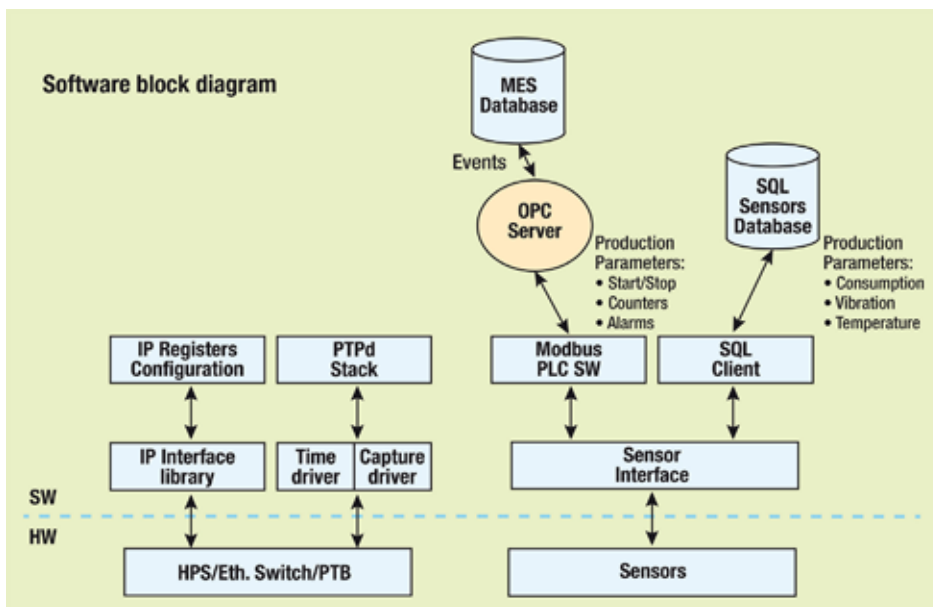 Software block diagram
MES
Database
Events
OPC
Server
SQL
Sensors
Database
Production
Parameters:
• Start/Stop
• Counters
• Alarms
Production
Parameters:
• Consumption
• Vibration
• Temperature
IP Registers
Configuration
PTPd
Stack
Modbus
PLC SW
SQL
Client
IP Interface
library
Time
driver
Capture
driver
Sensor
Interface
SW
HW
HPS/Eth. Switch/PTB
Sensors